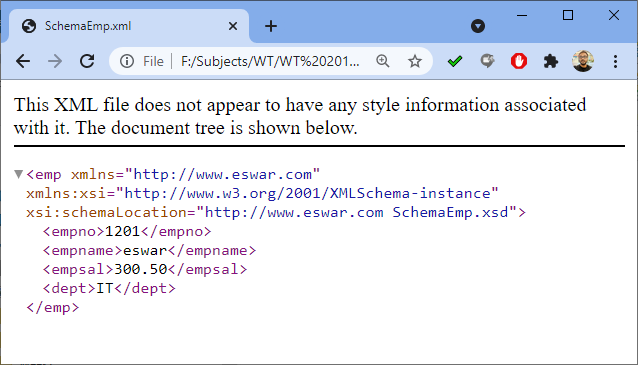 SchemaEmp.xml
File F:/Subjects/WT/WT%201...
This XML file does not appear to have any style information associated
with it. The document tree is shown below.
<emp xmlns="http://www.eswar.com"
xmlns:xsi="http://www.w3.org/2001/XMLSchema-instance"
xsi:schemaLocation="http://www.eswar.com SchemaEmp.xsd">
<empno>1201</empno>
<empname>eswar</empname>
<empsal>300.50</empsal>
<dept>IT</dept>
</emp>